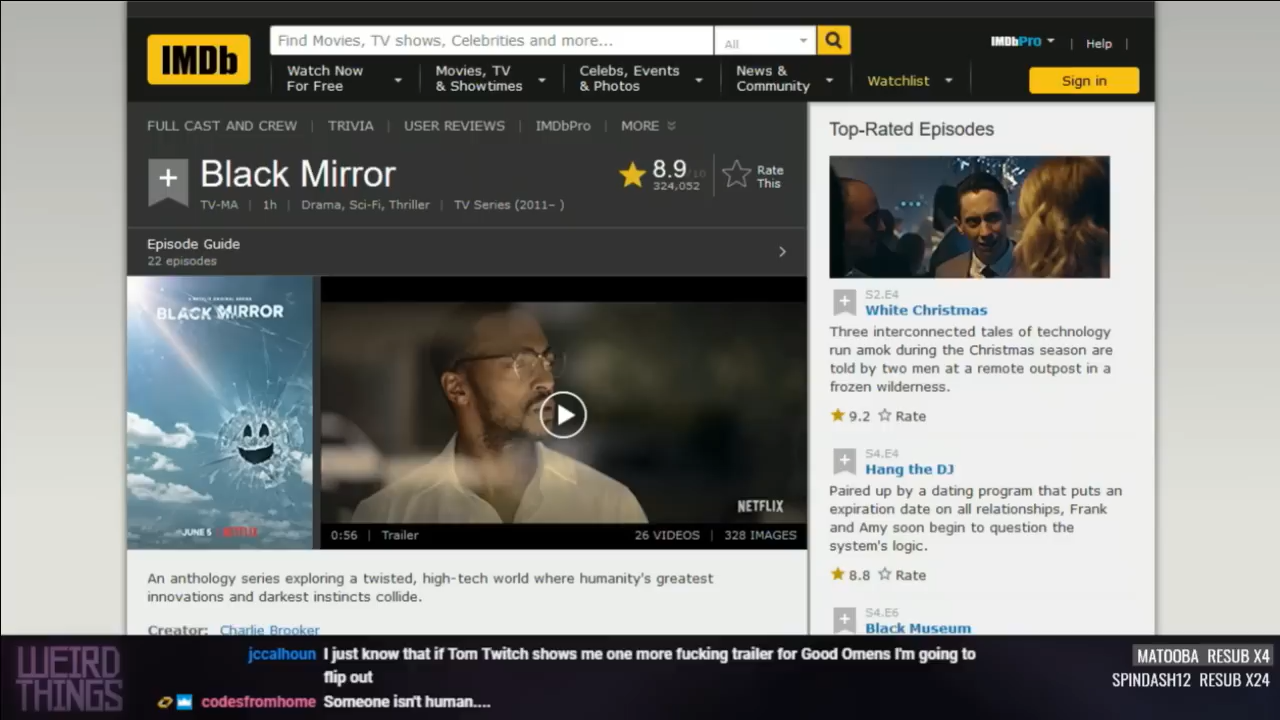 IMDb
Find Movies, TV shows, Celebrities and more...
All
IMDbPro
Help
Watch Now
For Free
Movies, TV
& Showtimes
Celebs, Events
& Photos
News &
Community
Watchlist
Sign in
FULL CAST AND CREW
TRIVIA
USER REVIEWS
IMDbPro
MORE
Black Mirror
8.9/10
324,052
Rate
This
TV-MA | 1h | Drama, Sci-Fi, Thriller | TV Series (2011– )
Episode Guide
22 episodes
BLACK MIRROR
JUNE 5 NETFLIX
NETFLIX
0:56 | Trailer
26 VIDEOS | 328 IMAGES
An anthology series exploring a twisted, high-tech world where humanity's greatest
innovations and darkest instincts collide.
Creator: Charlie Brooker
Top-Rated Episodes
S2.E4
White Christmas
Three interconnected tales of technology
run amok during the Christmas season are
told by two men at a remote outpost in a
frozen wilderness.
9.2 Rate
S4.E4
Hang the DJ
Paired up by a dating program that puts an
expiration date on all relationships, Frank
and Amy soon begin to question the
system's logic.
8.8 Rate
S4.E6
Black Museum
WEIRD
THINGS
jccalhoun I just know that if Tom Twitch shows me one more fucking trailer for Good Omens I'm going to
flip out
codesfromhome Someone isn't human....
MATOOBA RESUB X4
SPINDASH12 RESUB X24